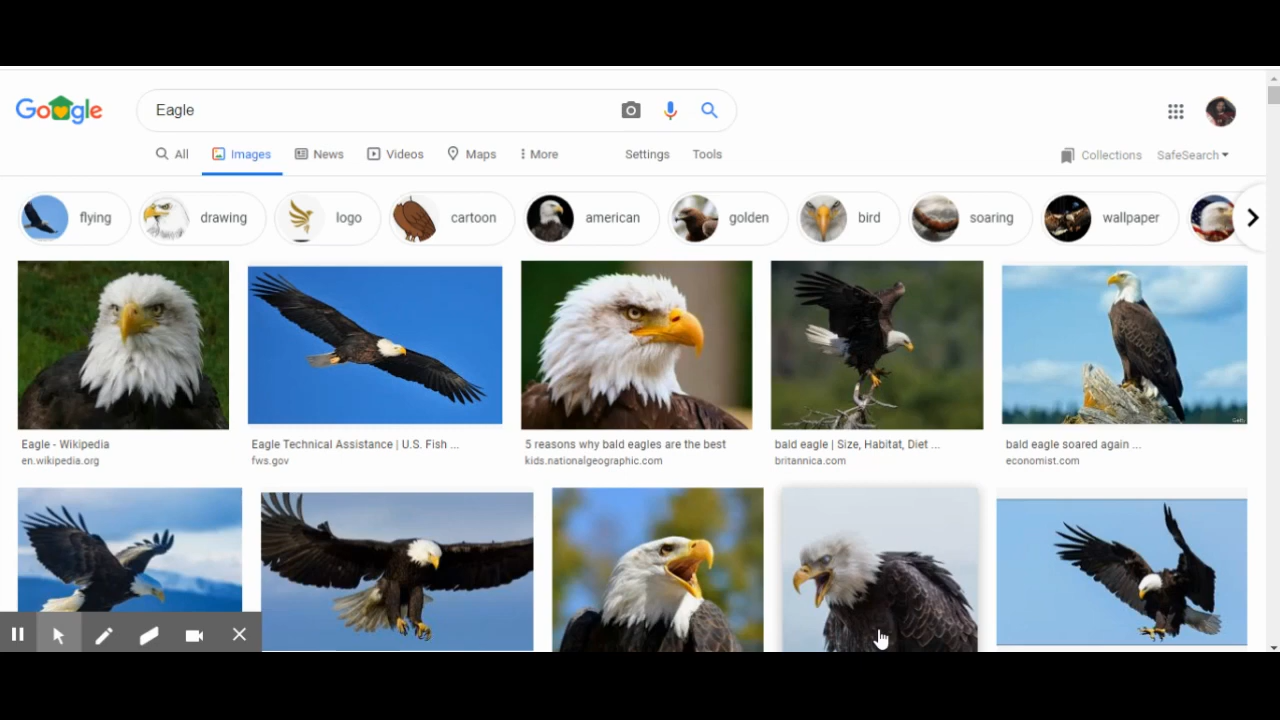 Google
Eagle
All Images News Videos Maps More Settings Tools
Collections SafeSearch
flying drawing logo cartoon american golden bird soaring wallpaper
Eagle - Wikipedia
en.wikipedia.org
Eagle Technical Assistance | U.S. Fish ...
fws.gov
5 reasons why bald eagles are the best
kids.nationalgeographic.com
bald eagle | Size, Habitat, Diet ...
britannica.com
bald eagle soared again ...
economist.com